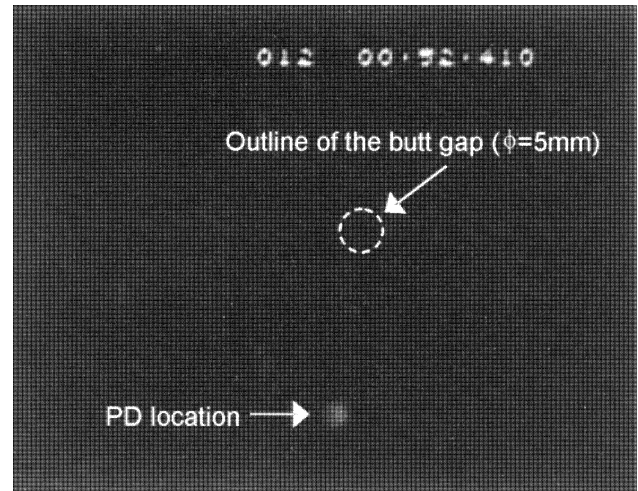 012 00·52·410
Outline of the butt gap (ϕ=5mm)
PD location